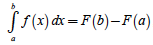 ∫ₐᵇ f(x) dx = F(b) − F(a)